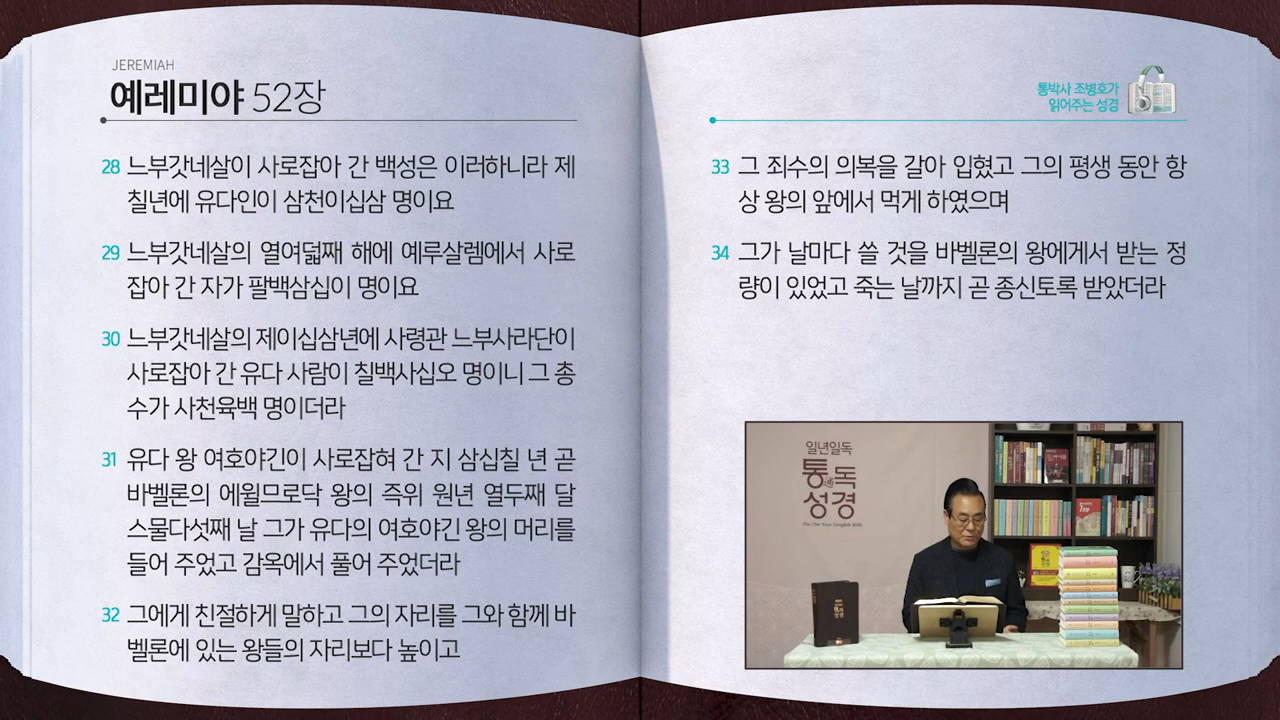 JEREMIAH
예레미야 52장
28 느부갓네살이 사로잡아 간 백성은 이러하니라 제
칠년에 유다인이 삼천이십삼 명이요
29 느부갓네살의 열여덟째 해에 예루살렘에서 사로
잡아 간 자가 팔백삼십이 명이요
30 느부갓네살의 제이십삼년에 사령관 느부사라단이
사로잡아 간 유다 사람이 칠백사십오 명이니 그 총
수가 사천육백 명이더라
31 유다 왕 여호야긴이 사로잡혀 간 지 삼십칠 년 곧
바벨론의 에윌므로닥 왕의 즉위 원년 열두째 달
스물다섯째 날 그가 유다의 여호야긴 왕의 머리를
들어 주었고 감옥에서 풀어 주었더라
32 그에게 친절하게 말하고 그의 자리를 그와 함께 바
벨론에 있는 왕들의 자리보다 높이고
통박사 조병호가
읽어주는 성경
33 그 죄수의 의복을 갈아 입혔고 그의 평생 동안 항
상 왕의 앞에서 먹게 하였으며
34 그가 날마다 쓸 것을 바벨론의 왕에게서 받는 정
량이 있었고 죽는 날까지 곧 종신토록 받았더라
일년일독
통독
성경
The One-Year Tongdok Bible